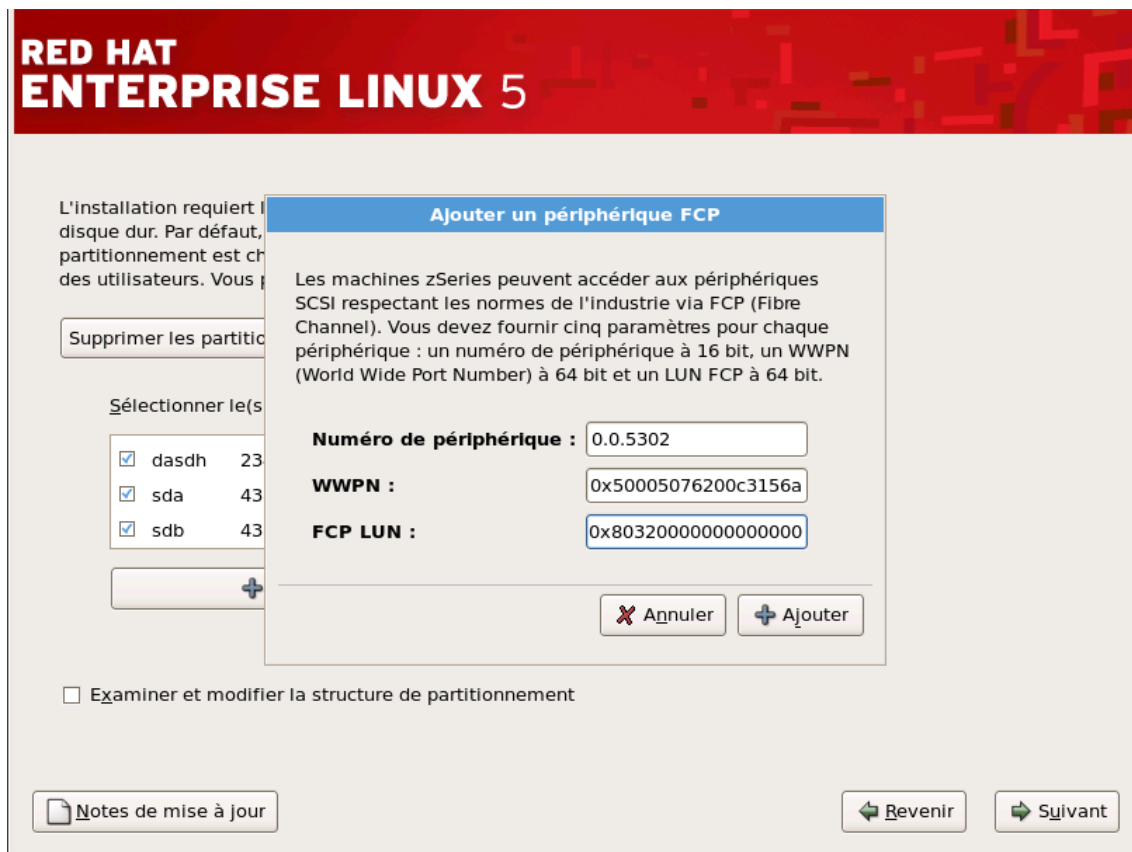 RED HAT
ENTERPRISE LINUX 5
L'installation requiert l
disque dur. Par défaut,
partitionnement est ch
des utilisateurs. Vous p
Supprimer les partitio
Sélectionner le(s
dasdh 23
sda 43
sdb 43
Ajouter un périphérique FCP
Les machines zSeries peuvent accéder aux périphériques
SCSI respectant les normes de l'industrie via FCP (Fibre
Channel). Vous devez fournir cinq paramètres pour chaque
périphérique : un numéro de périphérique à 16 bit, un WWPN
(World Wide Port Number) à 64 bit et un LUN FCP à 64 bit.
Numéro de périphérique : 0.0.5302
WWPN : 0x50005076200c3156a
FCP LUN : 0x80320000000000000
Annuler Ajouter
Examiner et modifier la structure de partitionnement
Notes de mise à jour Revenir Suivant